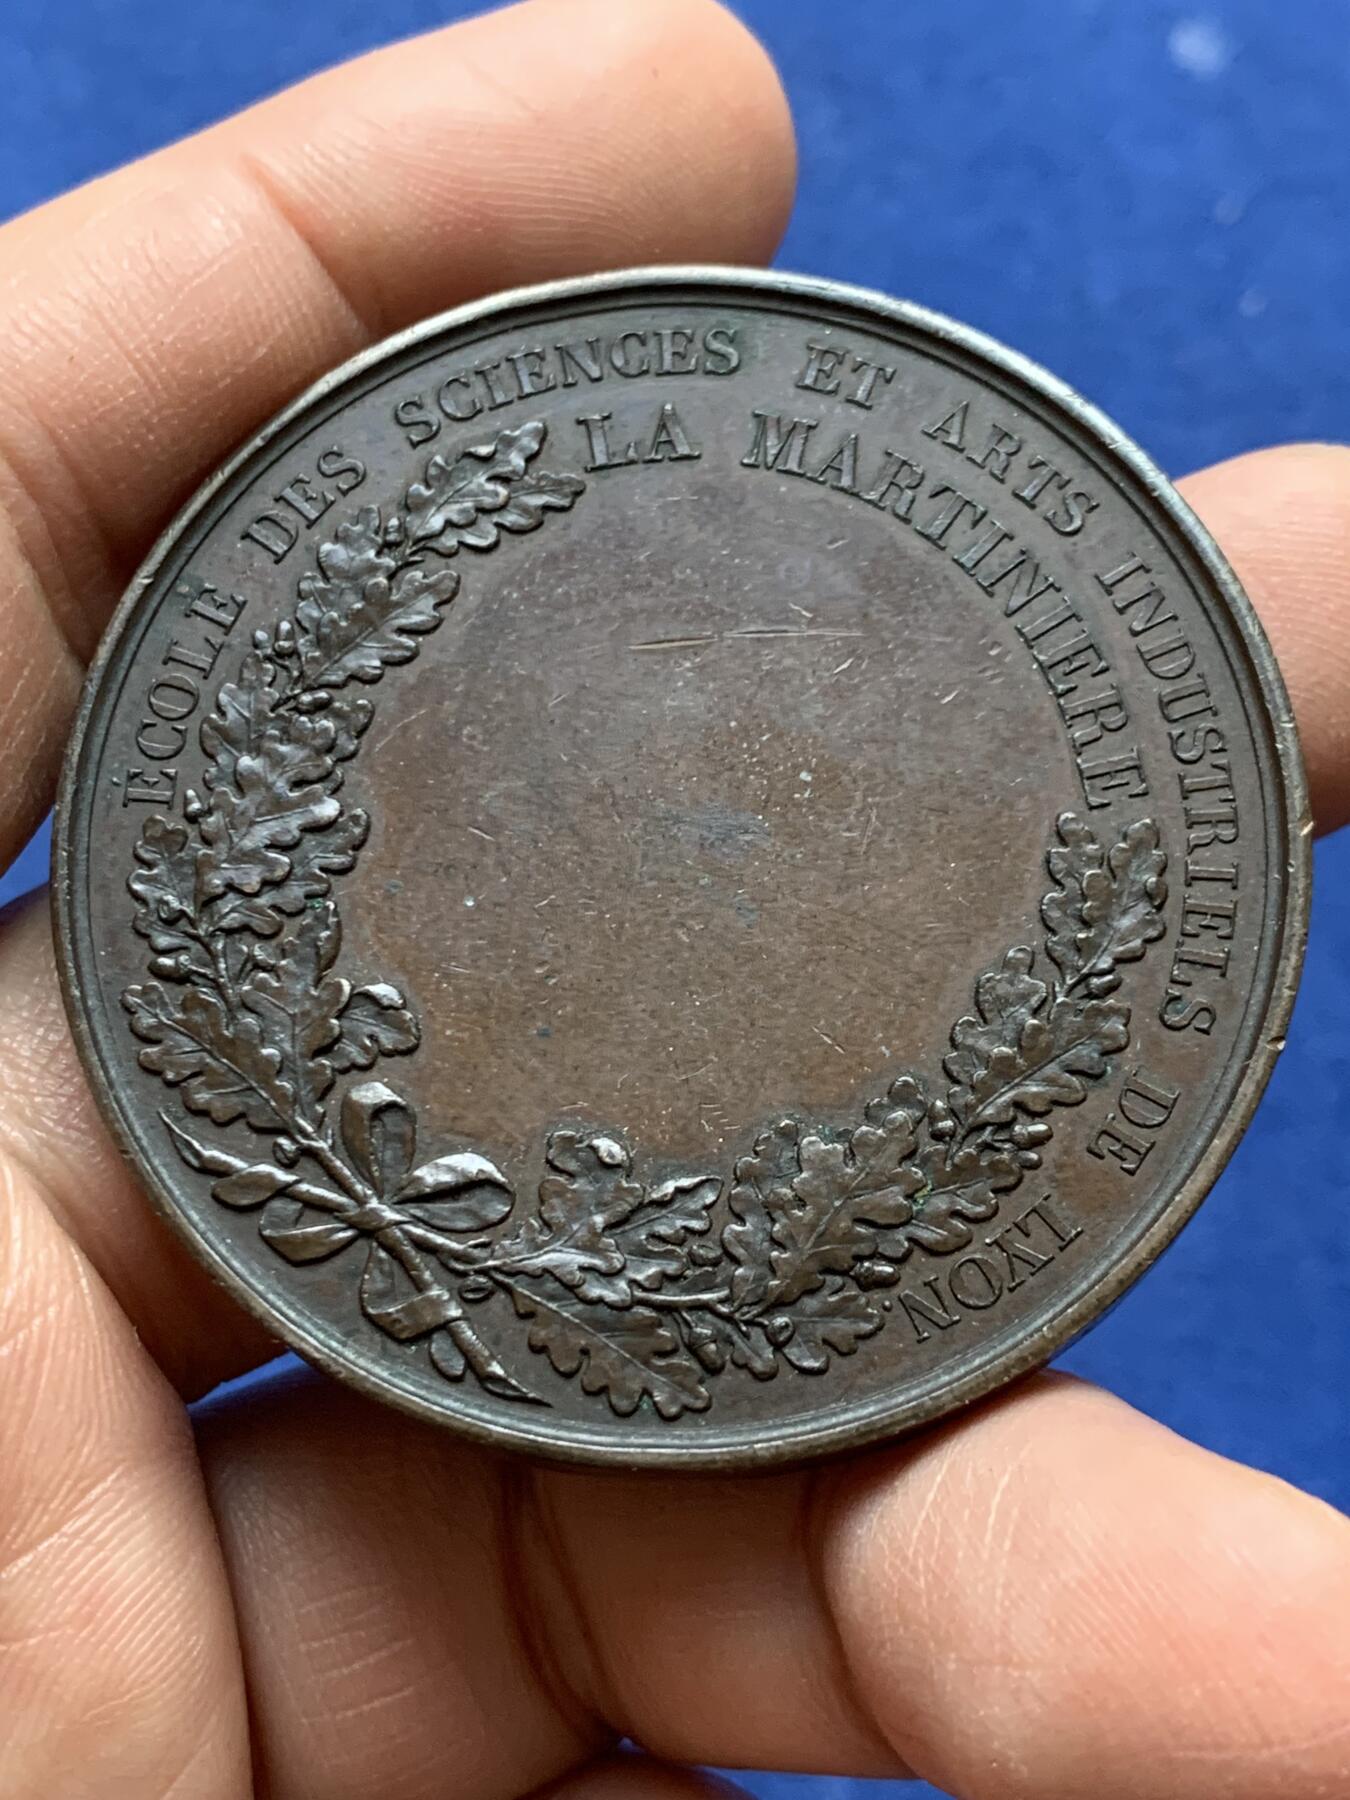 ÉCOLE DES SCIENCES ET ARTS INDUSTRIELS DE LYON.
LA MARTINIERE